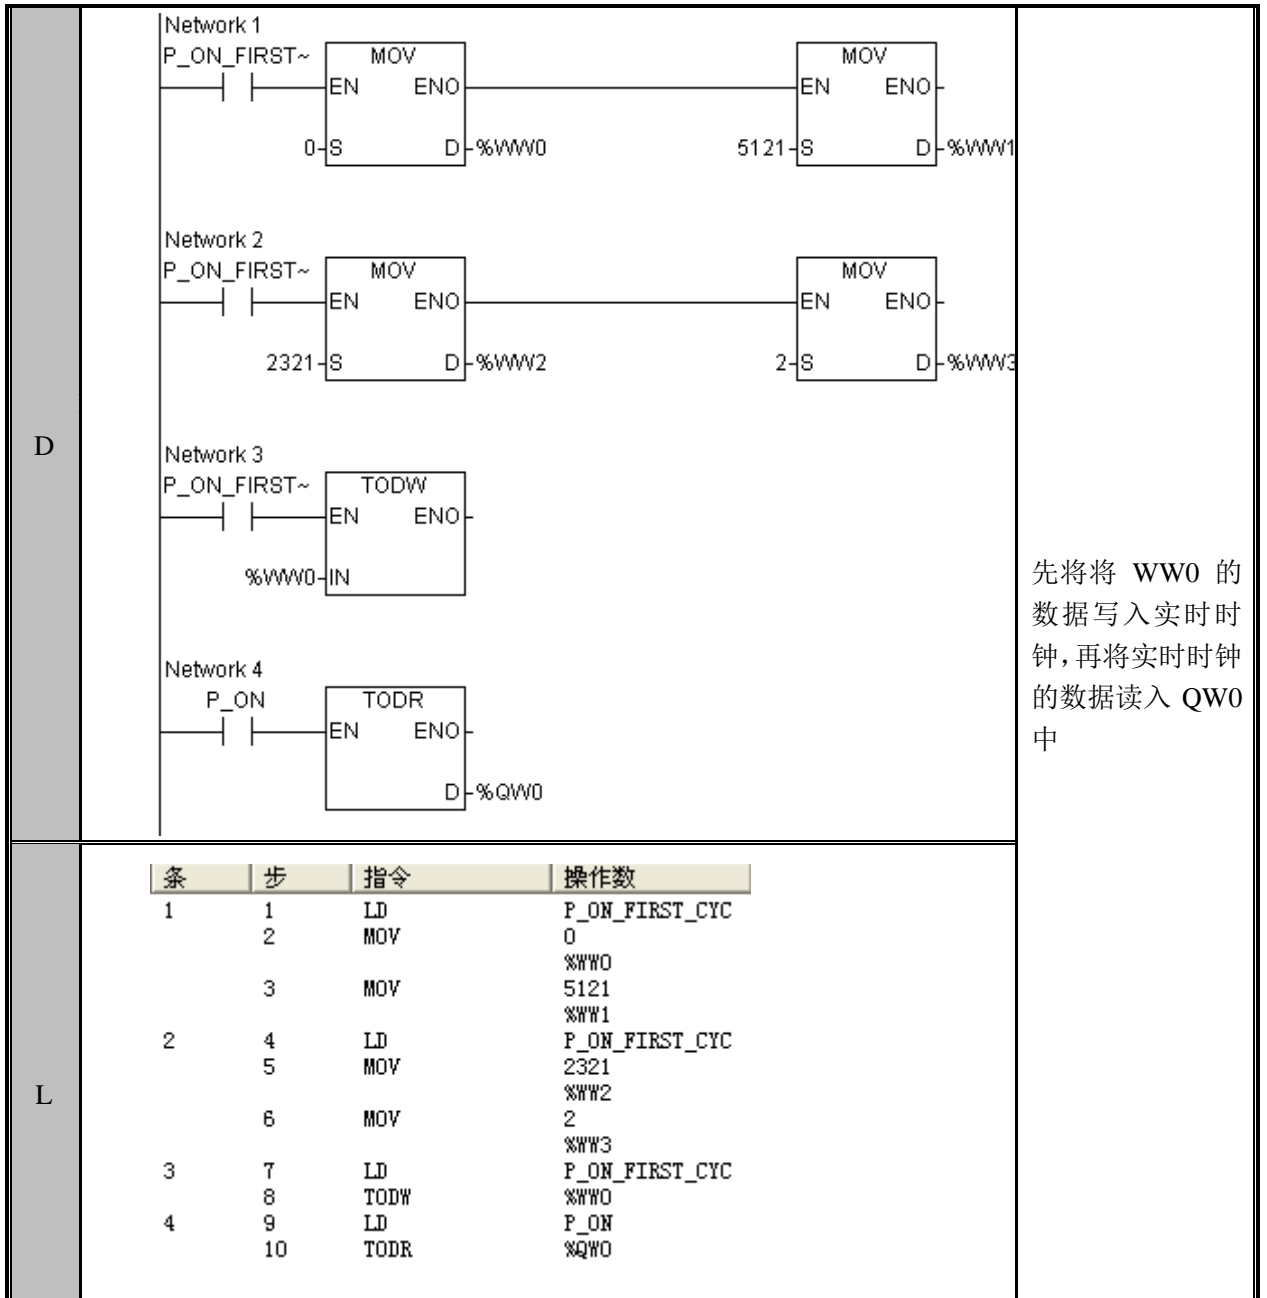 Network 1
P_ON_FIRST~ MOV MOV
EN ENO EN ENO
0 S D %WW0 5121 S D %WW1
Network 2
P_ON_FIRST~ MOV MOV
EN ENO EN ENO
2321 S D %WW2 2 S D %WW3
D
Network 3
P_ON_FIRST~ TODW
EN ENO
%WW0 IN
先将将 WW0 的
数据写入实时时
钟,再将实时时钟
的数据读入 QW0
中
Network 4
P_ON TODR
EN ENO
D %QW0
条 步 指令 操作数
1 1 LD P_ON_FIRST_CYC
2 MOV 0
%WW0
3 MOV 5121
%WW1
2 4 LD P_ON_FIRST_CYC
5 MOV 2321
%WW2
L
6 MOV 2
%WW3
3 7 LD P_ON_FIRST_CYC
8 TODW %WW0
4 9 LD P_ON
10 TODR %QW0